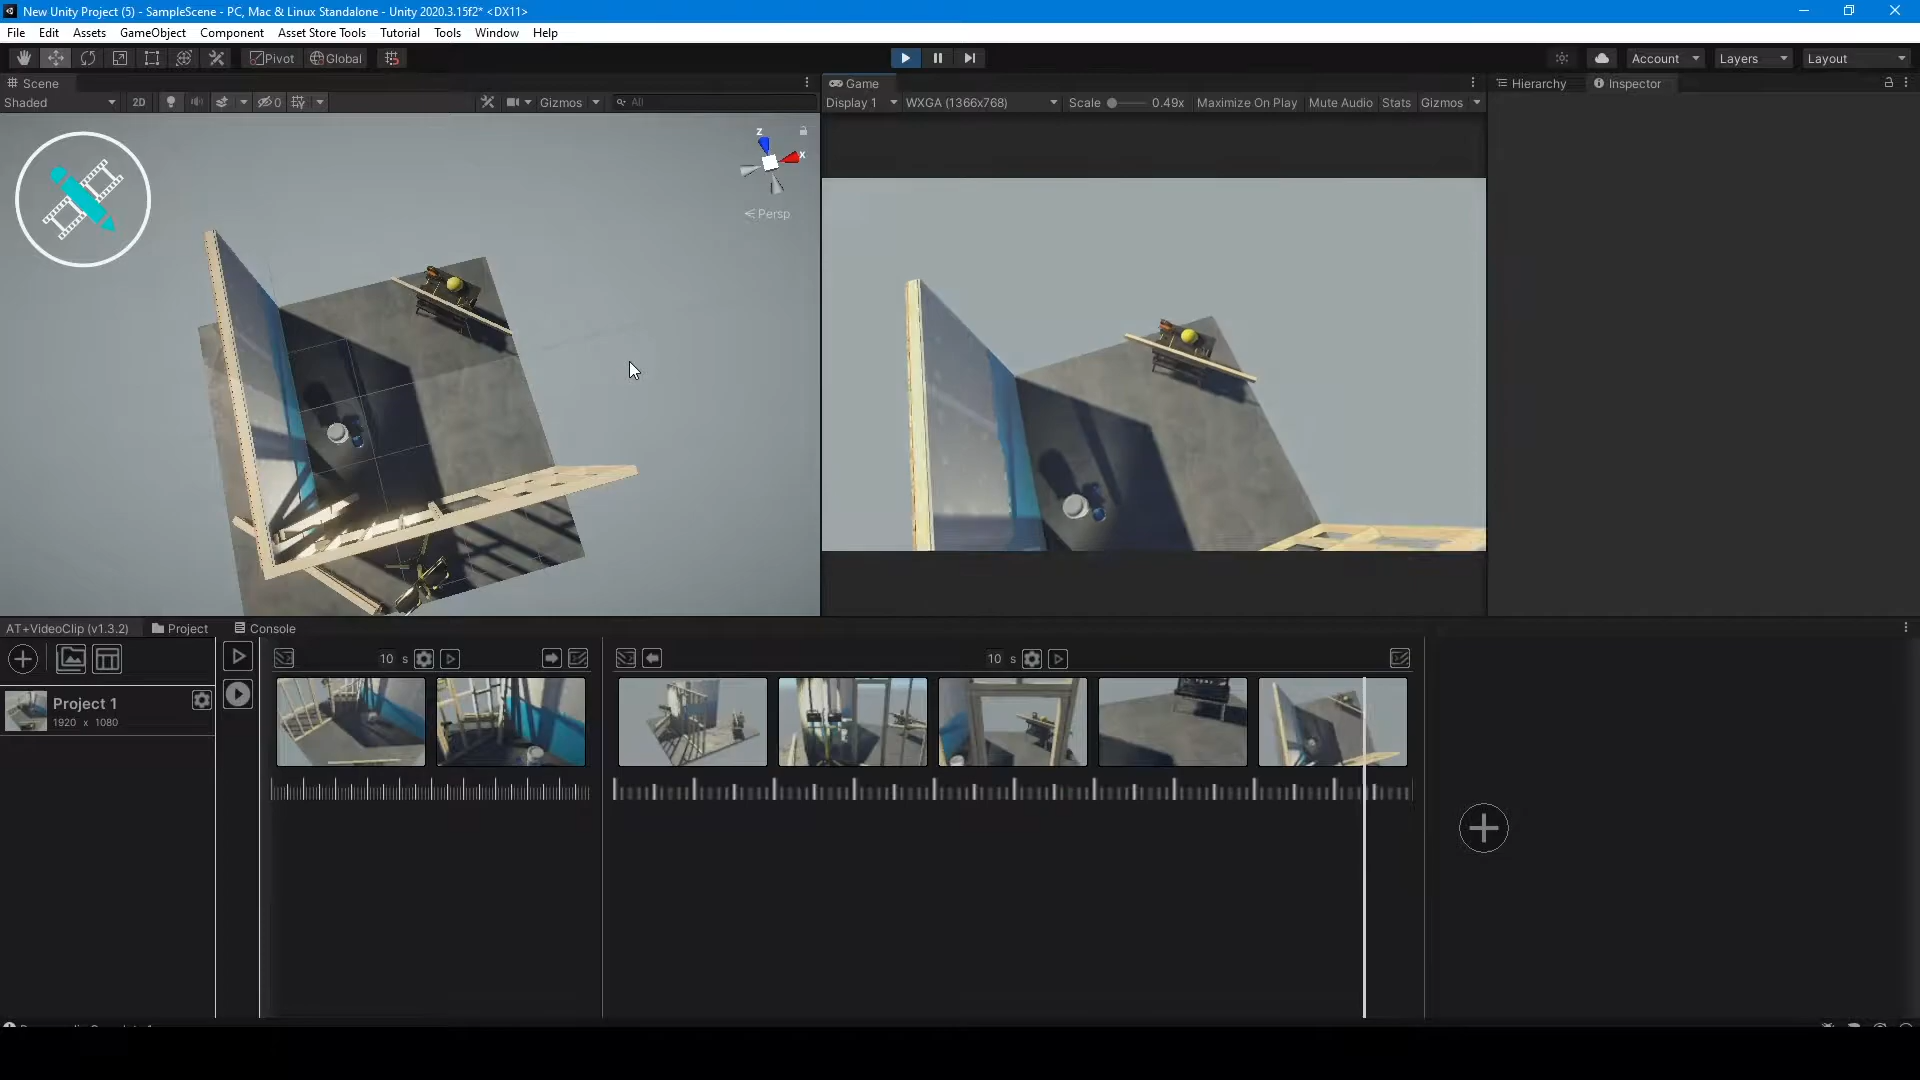 New Unity Project (5) - SampleScene - PC, Mac & Linux Standalone - Unity 2020.3.15f2* <DX11>
File Edit Assets GameObject Component Asset Store Tools Tutorial Tools Window Help
Pivot Global Account Layers Layout
Scene Game Hierarchy Inspector
Shaded 2D 0 Gizmos All Display 1 WXGA (1366x768) Scale 0.49x Maximize On Play Mute Audio Stats Gizmos
z
x
Persp
AT+VideoClip (v1.3.2) Project Console
10 s 10 s
Project 1
1920 x 1080